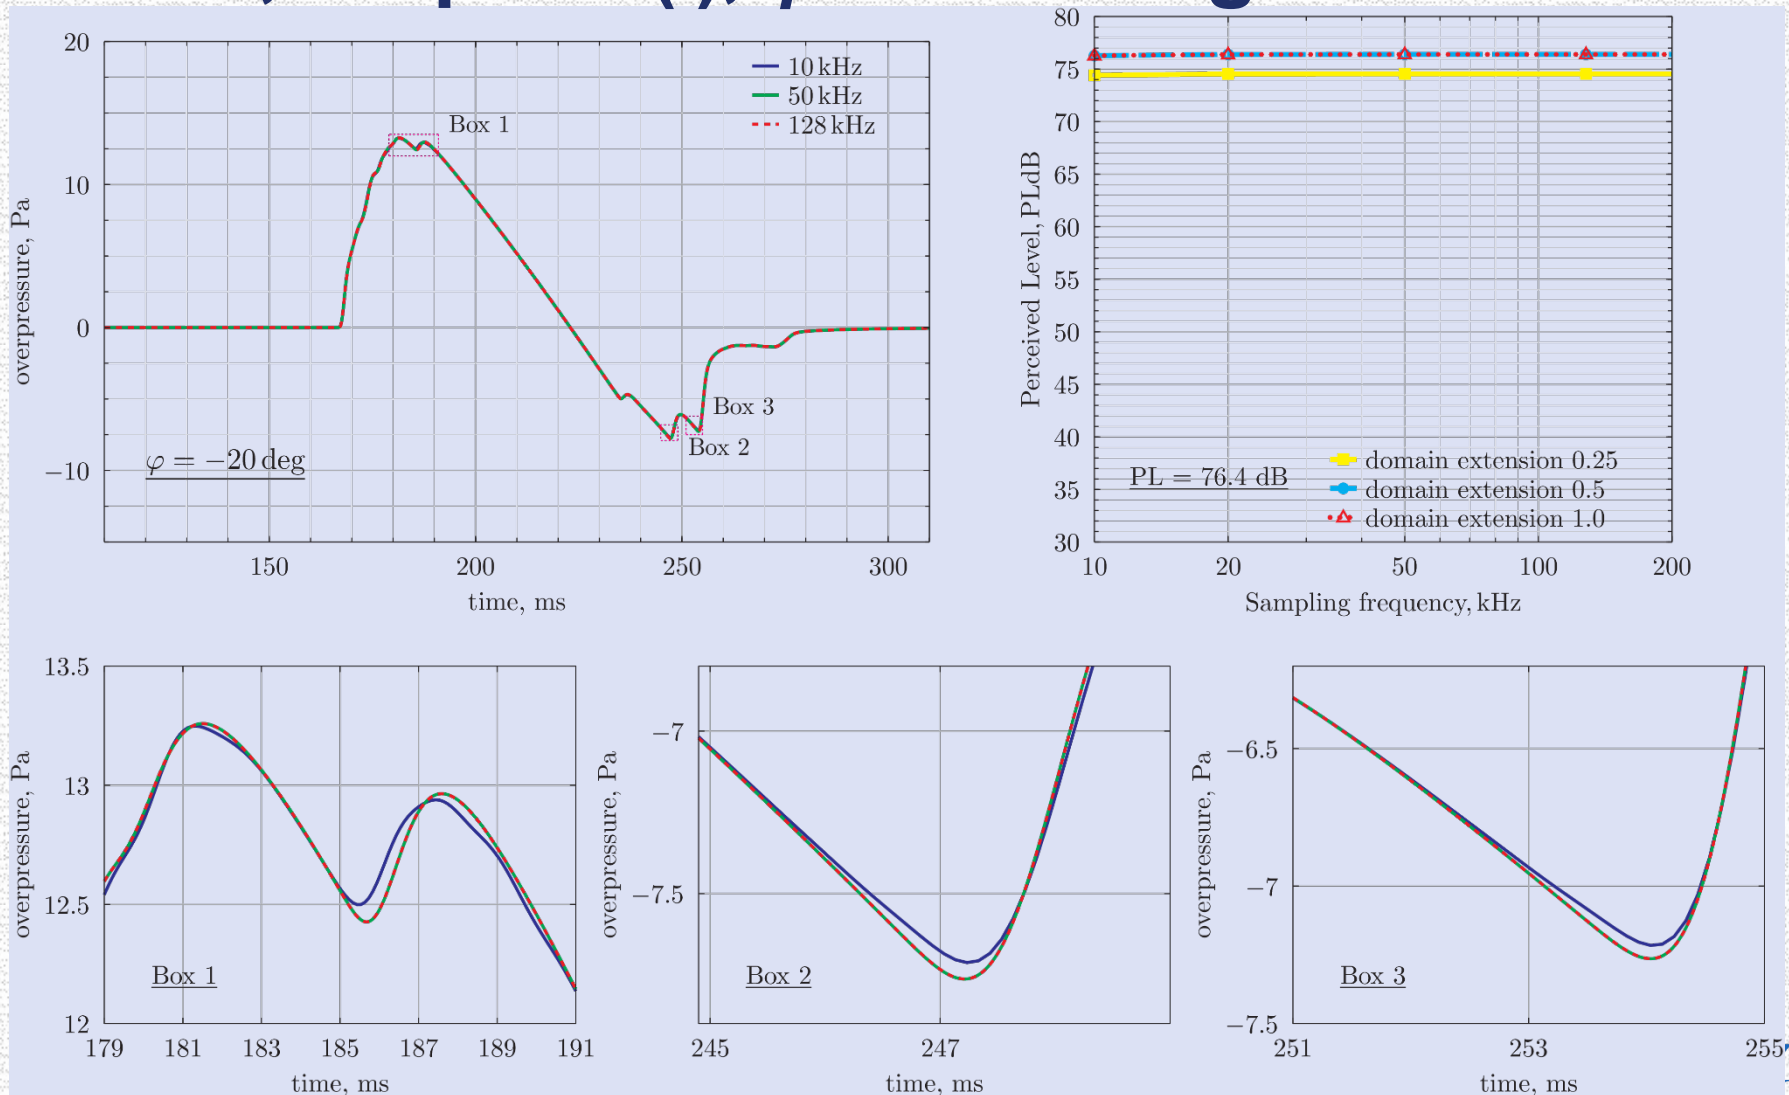 20
10
0
−10
overpressure, Pa
10 kHz
50 kHz
128 kHz
Box 1
Box 3
Box 2
φ = −20 deg
150
200
250
300
time, ms
80
75
70
65
60
55
50
45
40
35
30
Perceived Level, PLdB
PL = 76.4 dB
domain extension 0.25
domain extension 0.5
domain extension 1.0
10
20
50
100
200
Sampling frequency, kHz
13.5
13
12.5
12
overpressure, Pa
Box 1
179
181
183
185
187
189
191
time, ms
−7
−7.5
overpressure, Pa
Box 2
245
247
time, ms
−6.5
−7
−7.5
overpressure, Pa
Box 3
251
253
255
time, ms